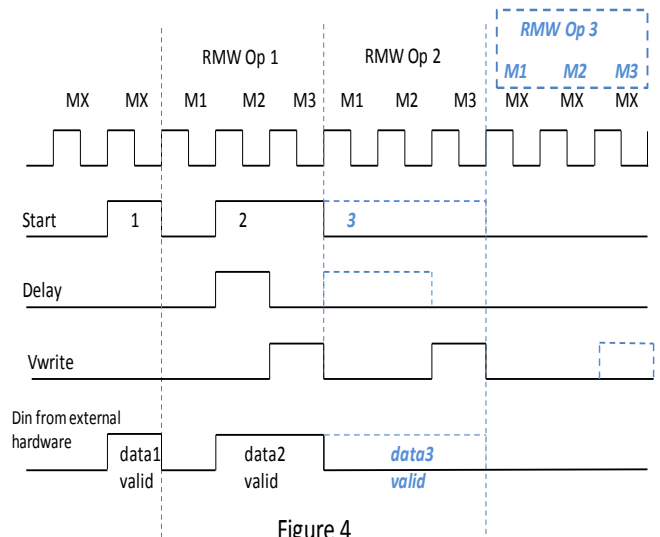 RMW Op 3
RMW Op 1 RMW Op 2
M1 M2 M3
MX MX M1 M2 M3 M1 M2 M3 MX MX MX
Start 1 2 3
Delay
Vwrite
Din from external
hardware
data1 data2 data3
valid valid valid
Figure 4